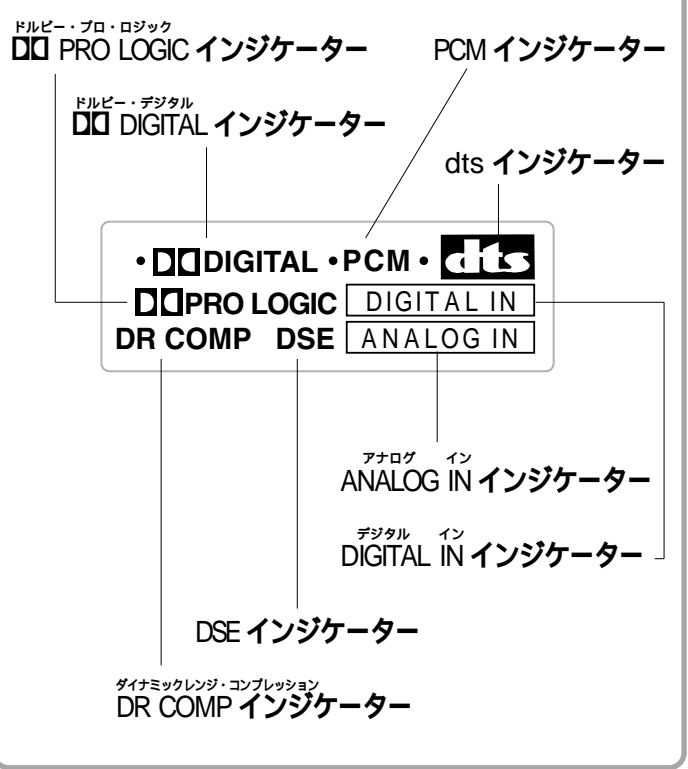 ドルビー・プロ・ロジック
PRO LOGIC インジケーター
PCM インジケーター
ドルビー・デジタル
DIGITAL インジケーター
dts インジケーター
• DIGITAL •PCM • dts
PRO LOGIC DIGITAL IN
DR COMP DSE ANALOG IN
アナログ イン
ANALOG IN インジケーター
デジタル イン
DIGITAL IN インジケーター
DSE インジケーター
ダイナミックレンジ・コンプレッション
DR COMP インジケーター